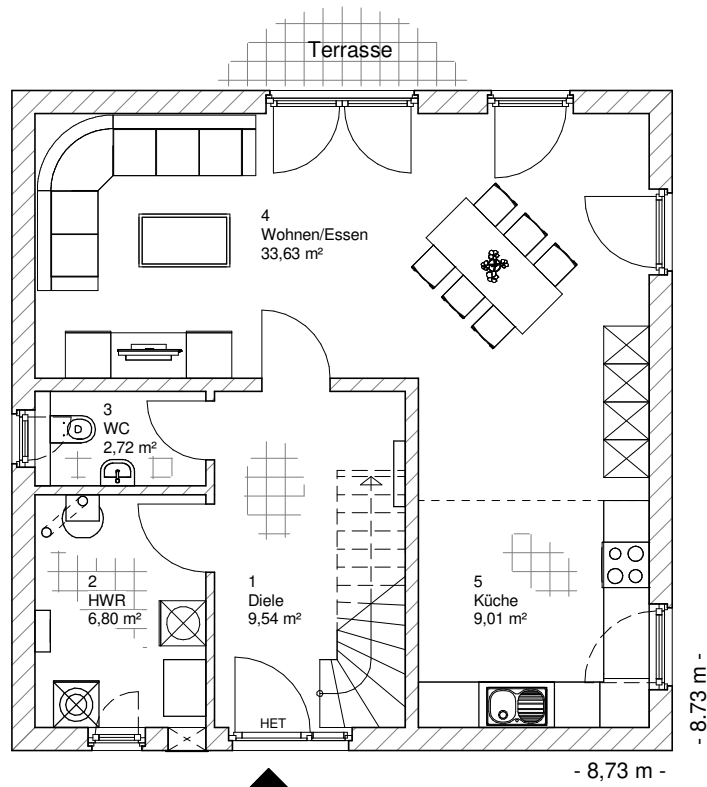 Terrasse
4
Wohnen/Essen
33,63 m²
3
WC
2,72 m²
2
HWR
6,80 m²
1
Diele
9,54 m²
5
Küche
9,01 m²
HET
- 8.73 m -
- 8,73 m -